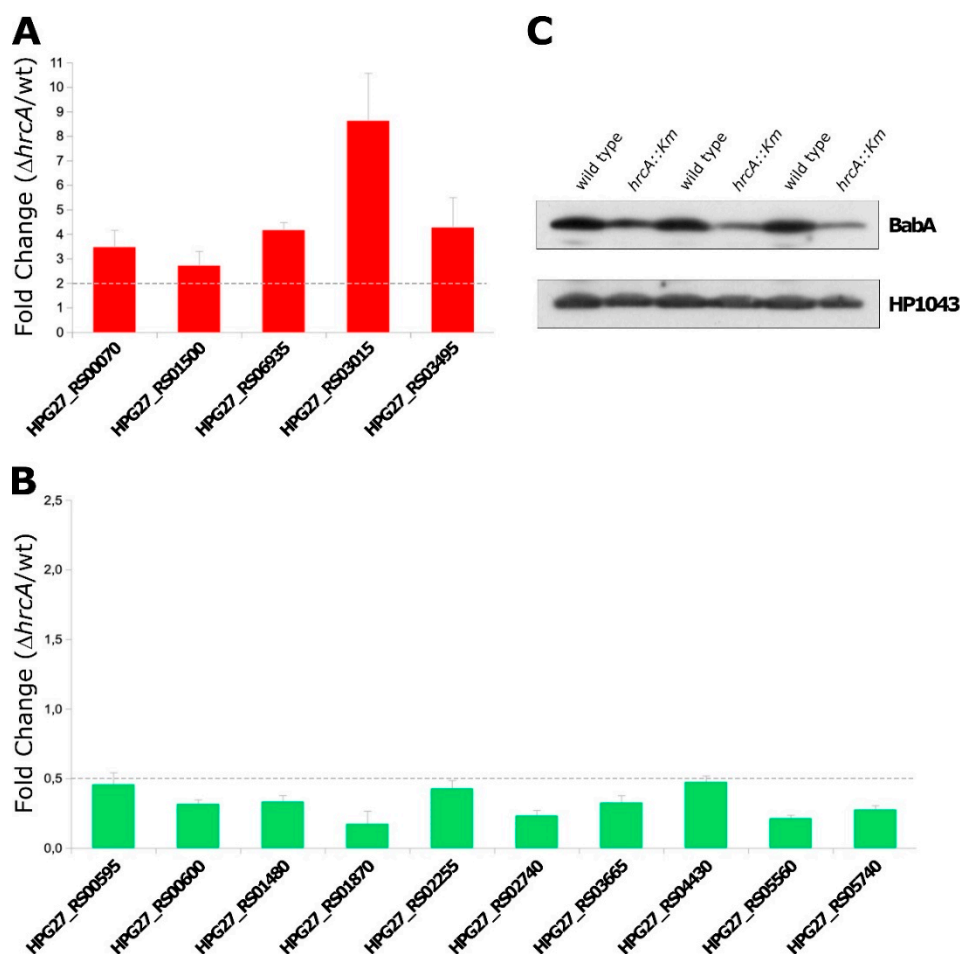 A
Fold Change (ΔhrcA/wt)
11
10
9
8
7
6
5
4
3
2
1
0
HPG27_RS00070
HPG27_RS01500
HPG27_RS06935
HPG27_RS03015
HPG27_RS03495
C
wild type
hrcA::Km
wild type
hrcA::Km
wild type
hrcA::Km
BabA
HP1043
B
Fold Change (ΔhrcA/wt)
2,5
2,0
1,5
1,0
0,5
0,0
HPG27_RS00595
HPG27_RS00600
HPG27_RS01480
HPG27_RS01870
HPG27_RS02255
HPG27_RS02740
HPG27_RS03665
HPG27_RS04430
HPG27_RS05560
HPG27_RS05740